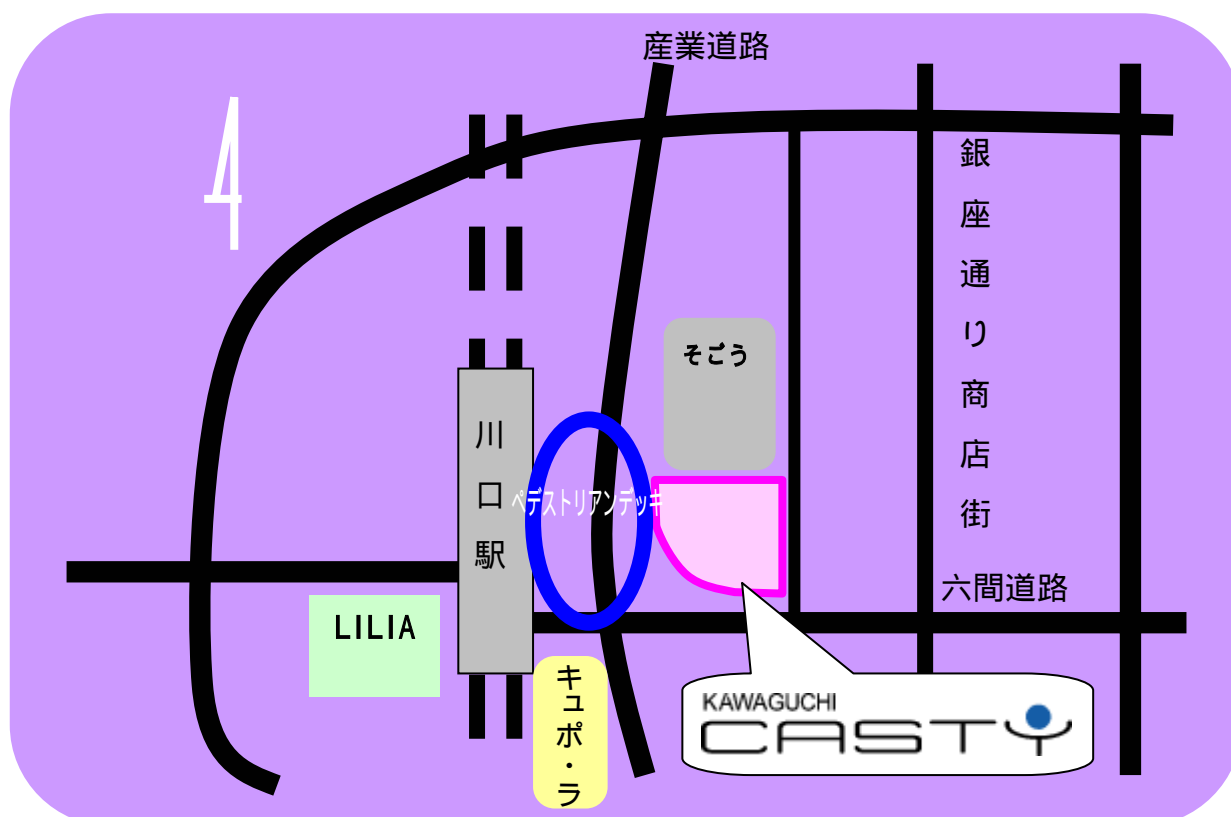 産業道路
銀座通り商店街
そごう
川口駅
ペデストリアンデッキ
六間道路
LILIA
キュポ・ラ
KAWAGUCHI
CASTY